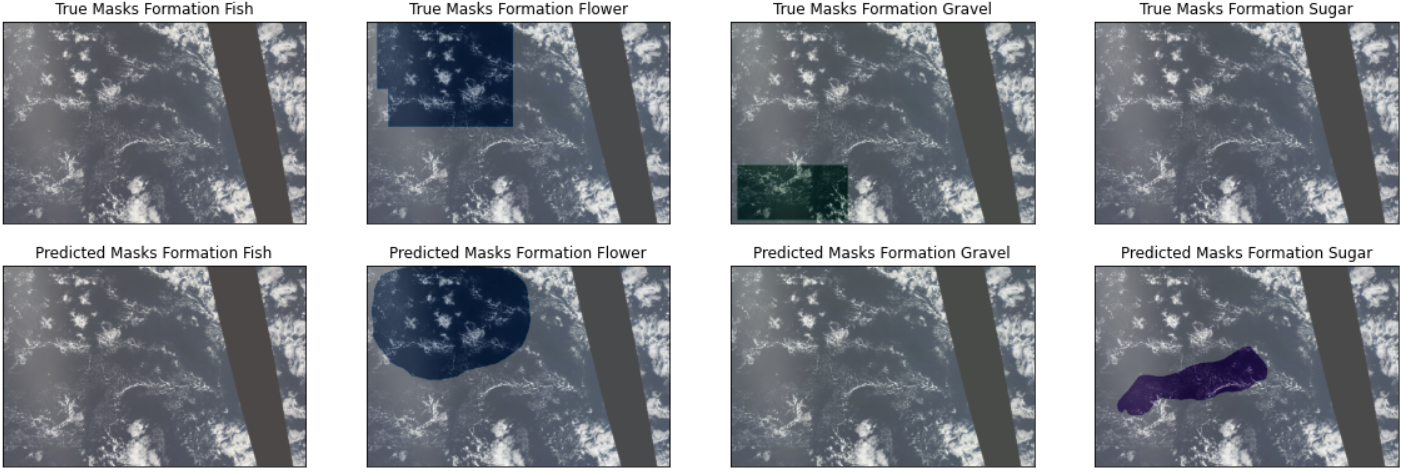 True Masks Formation Fish
True Masks Formation Flower
True Masks Formation Gravel
True Masks Formation Sugar
Predicted Masks Formation Fish
Predicted Masks Formation Flower
Predicted Masks Formation Gravel
Predicted Masks Formation Sugar